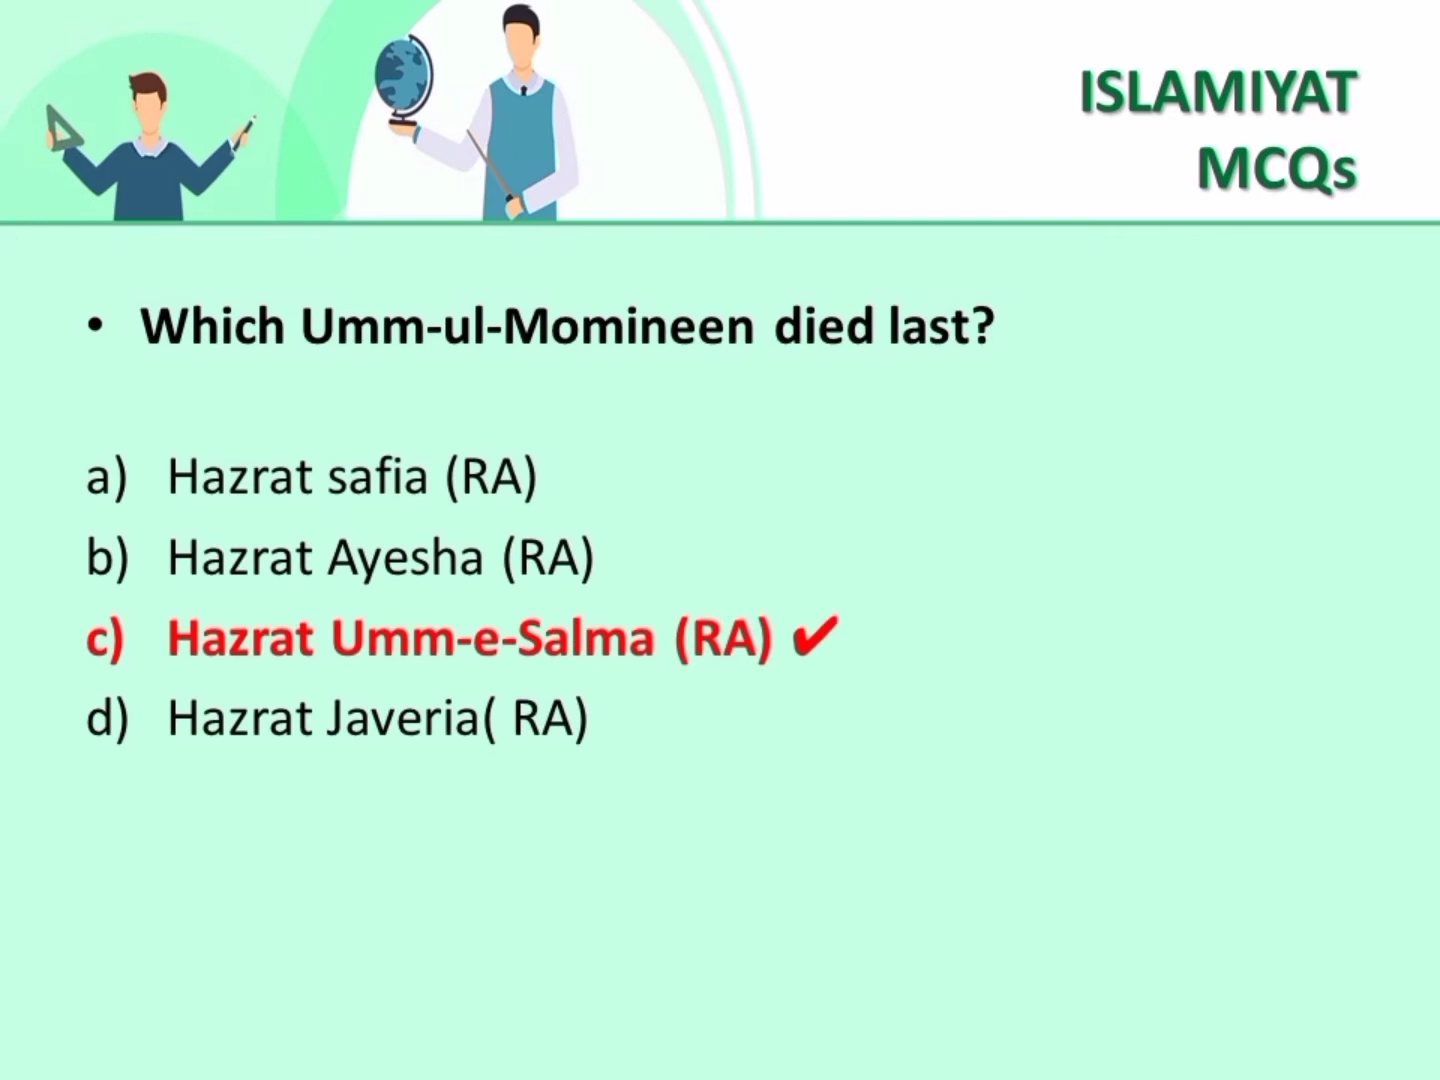 ISLAMIYAT
MCQs
• Which Umm-ul-Momineen died last?
a) Hazrat safia (RA)
b) Hazrat Ayesha (RA)
c) Hazrat Umm-e-Salma (RA) ✔
d) Hazrat Javeria( RA)